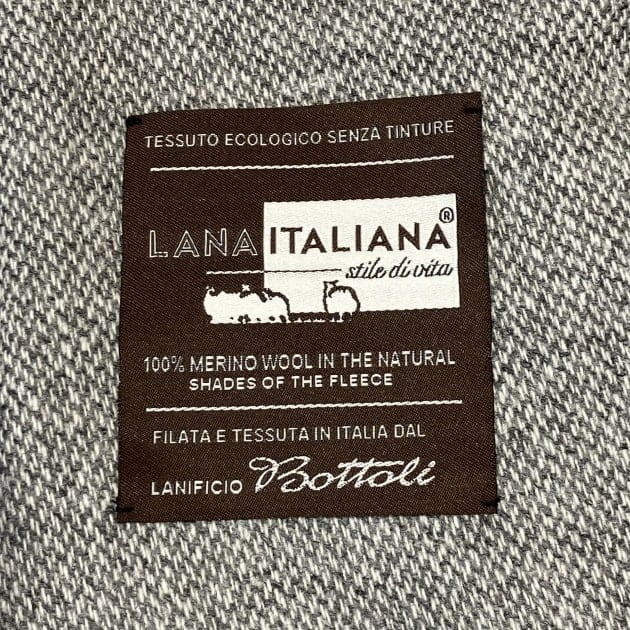 TESSUTO ECOLOGICO SENZA TINTURE
LANA ITALIANA®
stile di vita
100% MERINO WOOL IN THE NATURAL
SHADES OF THE FLEECE
FILATA E TESSUTA IN ITALIA DAL
LANIFICIO Bottoli